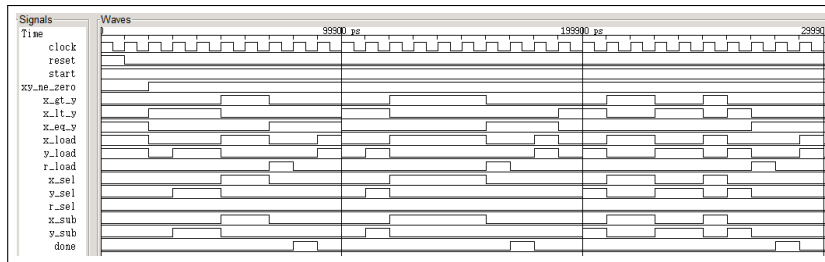 Signals
Waves
Time
99900 ps
199900 ps
29990
clock
reset
start
xy_ne_zero
x_gt_y
x_lt_y
x_eq_y
x_load
y_load
r_load
x_sel
y_sel
r_sel
x_sub
y_sub
done